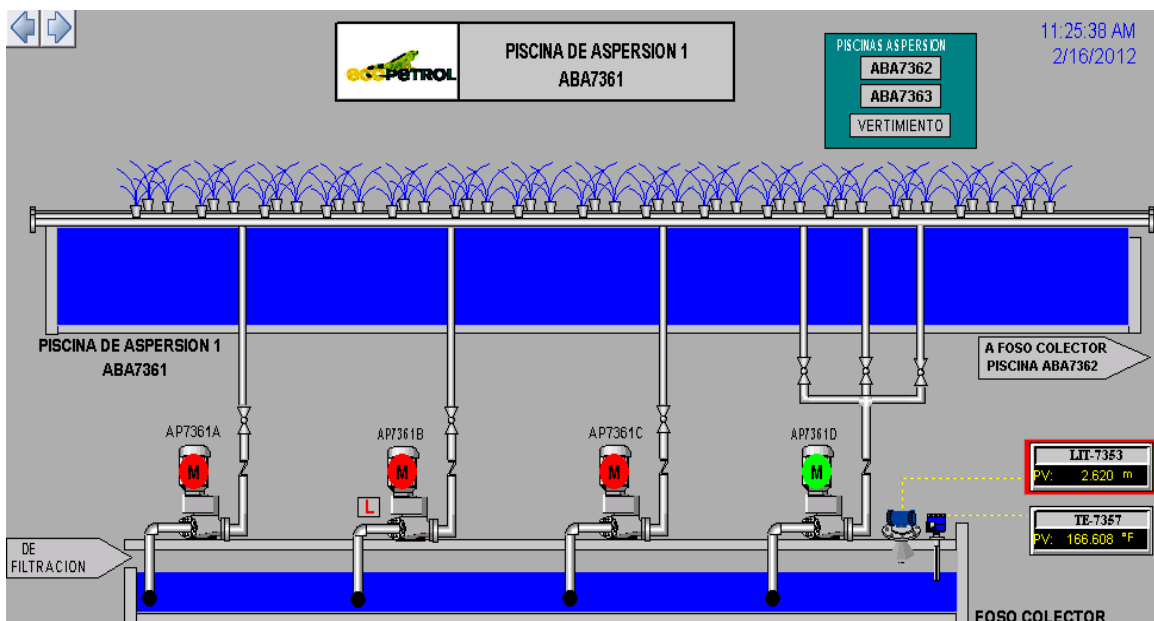 11:25:38 AM
2/16/2012
ecopetrol
PISCINA DE ASPERSION 1
ABA7361
PISCINAS ASPERSION
ABA7362
ABA7363
VERTIMIENTO
PISCINA DE ASPERSION 1
ABA7361
A FOSO COLECTOR
PISCINA ABA7362
AP7361A
M
AP7361B
M
L
AP7361C
M
AP7361D
M
LIT-7353
PV: 2.620 m
TE-7357
PV: 166.608 °F
DE
FILTRACION
FOSO COLECTOR